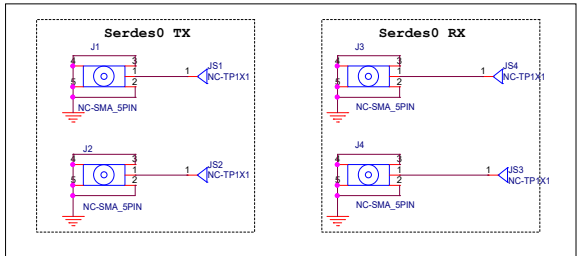 Serdes0 TX
J1
4
3
1
5
2
1
JS1
NC-TP1X1
NC-SMA_5PIN
J2
4
3
1
5
2
1
JS2
NC-TP1X1
NC-SMA_5PIN
Serdes0 RX
J3
4
3
1
5
2
1
JS4
NC-TP1X1
NC-SMA_5PIN
J4
4
3
1
5
2
1
JS3
NC-TP1X1
NC-SMA_5PIN